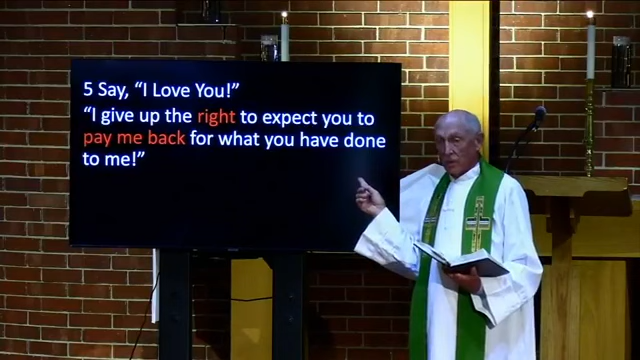 5 Say, “I Love You!”
“I give up the right to expect you to
pay me back for what you have done
to me!”